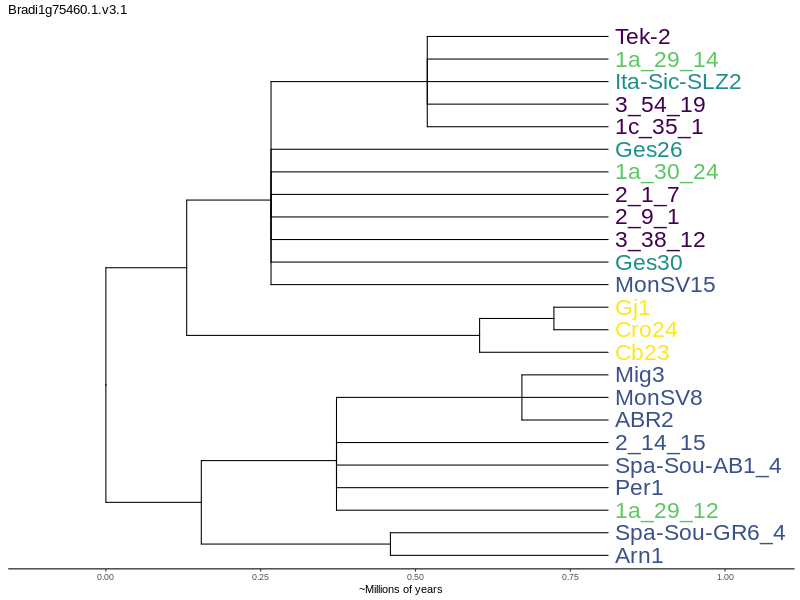 Bradi1g75460.1.v3.1
Tek-2
1a_29_14
Ita-Sic-SLZ2
3_54_19
1c_35_1
Ges26
1a_30_24
2_1_7
2_9_1
3_38_12
Ges30
MonSV15
Gj1
Cro24
Cb23
Mig3
MonSV8
ABR2
2_14_15
Spa-Sou-AB1_4
Per1
1a_29_12
Spa-Sou-GR6_4
Arn1
0.00 0.25 0.50 0.75 1.00
~Millions of years